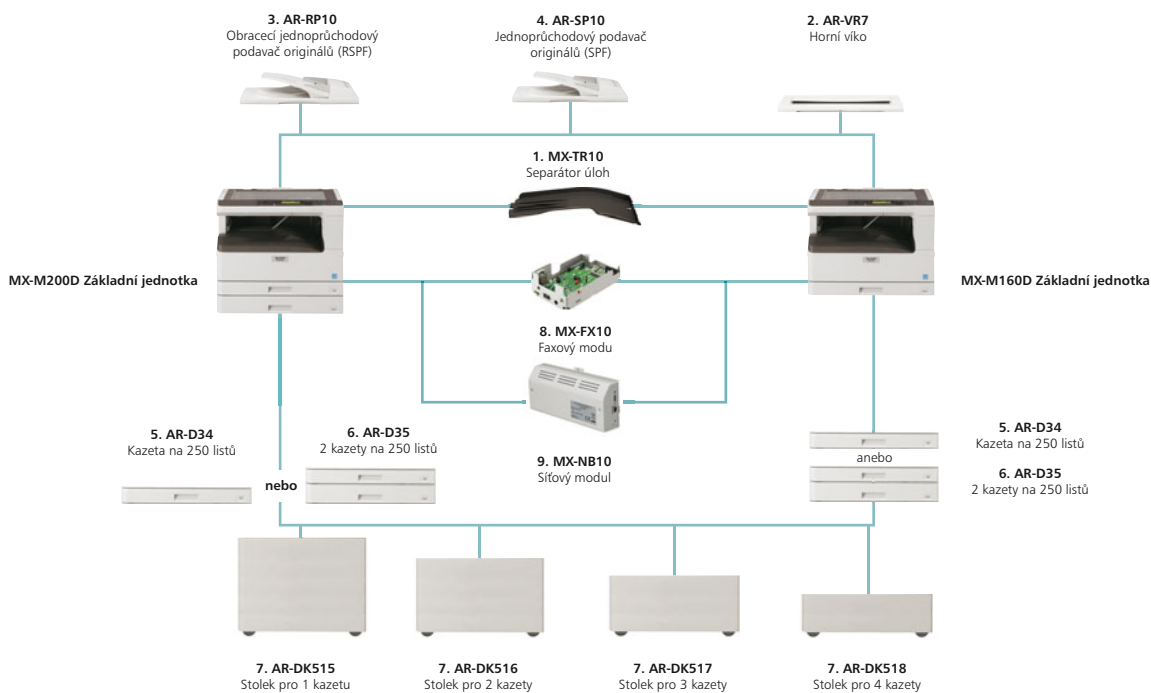 3. AR-RP10
Obracecí jednoprůchodový
podavač originálů (RSPF)
4. AR-SP10
Jednoprůchodový podavač
originálů (SPF)
2. AR-VR7
Horní víko
1. MX-TR10
Separátor úloh
MX-M200D Základní jednotka
MX-M160D Základní jednotka
8. MX-FX10
Faxový modu
5. AR-D34
Kazeta na 250 listů
6. AR-D35
2 kazety na 250 listů
nebo
9. MX-NB10
Síťový modul
5. AR-D34
Kazeta na 250 listů
anebo
6. AR-D35
2 kazety na 250 listů
7. AR-DK515
Stolek pro 1 kazetu
7. AR-DK516
Stolek pro 2 kazety
7. AR-DK517
Stolek pro 3 kazety
7. AR-DK518
Stolek pro 4 kazety